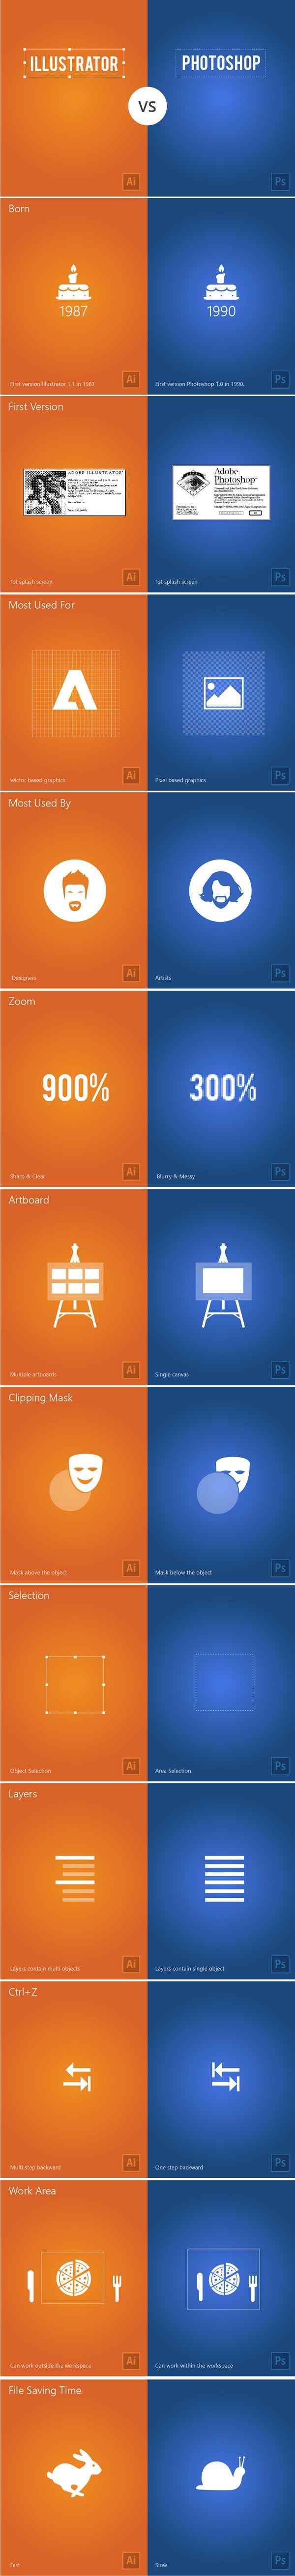 ILLUSTRATOR
PHOTOSHOP
VS
Ai
Ps
Born
1987
1990
First version Illustrator 1.1 in 1987
Ai
First version Photoshop 1.0 in 1990.
Ps
First Version
ADOBE ILLUSTRATOR
Adobe
Photoshop
1st splash screen
Ai
1st splash screen
Ps
Most Used For
Vector based graphics
Ai
Pixel based graphics
Ps
Most Used By
Designers
Ai
Artists
Ps
Zoom
900%
300%
Sharp & Clear
Ai
Blurry & Messy
Ps
Artboard
Multiple artboards
Ai
Single canvas
Ps
Clipping Mask
Mask above the object
Ai
Mask below the object
Ps
Selection
Object Selection
Ai
Area Selection
Ps
Layers
Layers contain multi objects
Ai
Layers contain single object
Ps
Ctrl+Z
Multi step backward
Ai
One step backward
Ps
Work Area
Can work outside the workspace
Ai
Can work within the workspace
Ps
File Saving Time
Fast
Ai
Slow
Ps